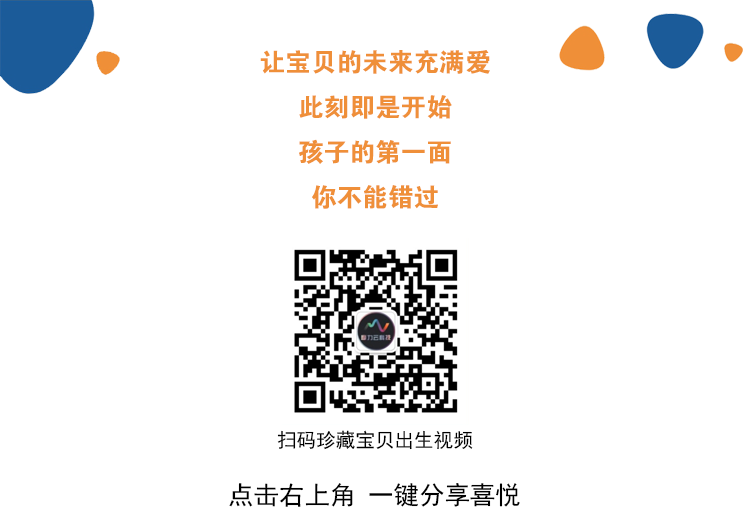 让宝贝的未来充满爱
此刻即是开始
孩子的第一面
你不能错过
扫码珍藏宝贝出生视频
点击右上角 一键分享喜悦